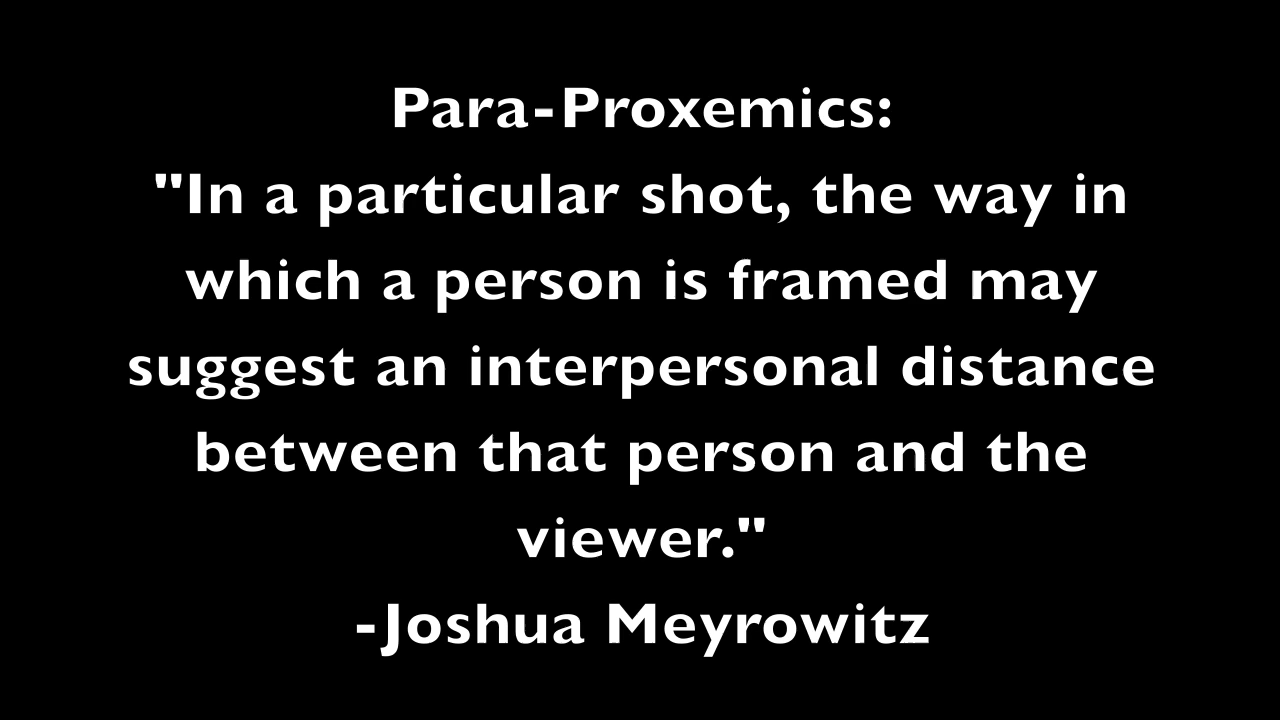 Para-Proxemics:
"In a particular shot, the way in
which a person is framed may
suggest an interpersonal distance
between that person and the
viewer."
-Joshua Meyrowitz